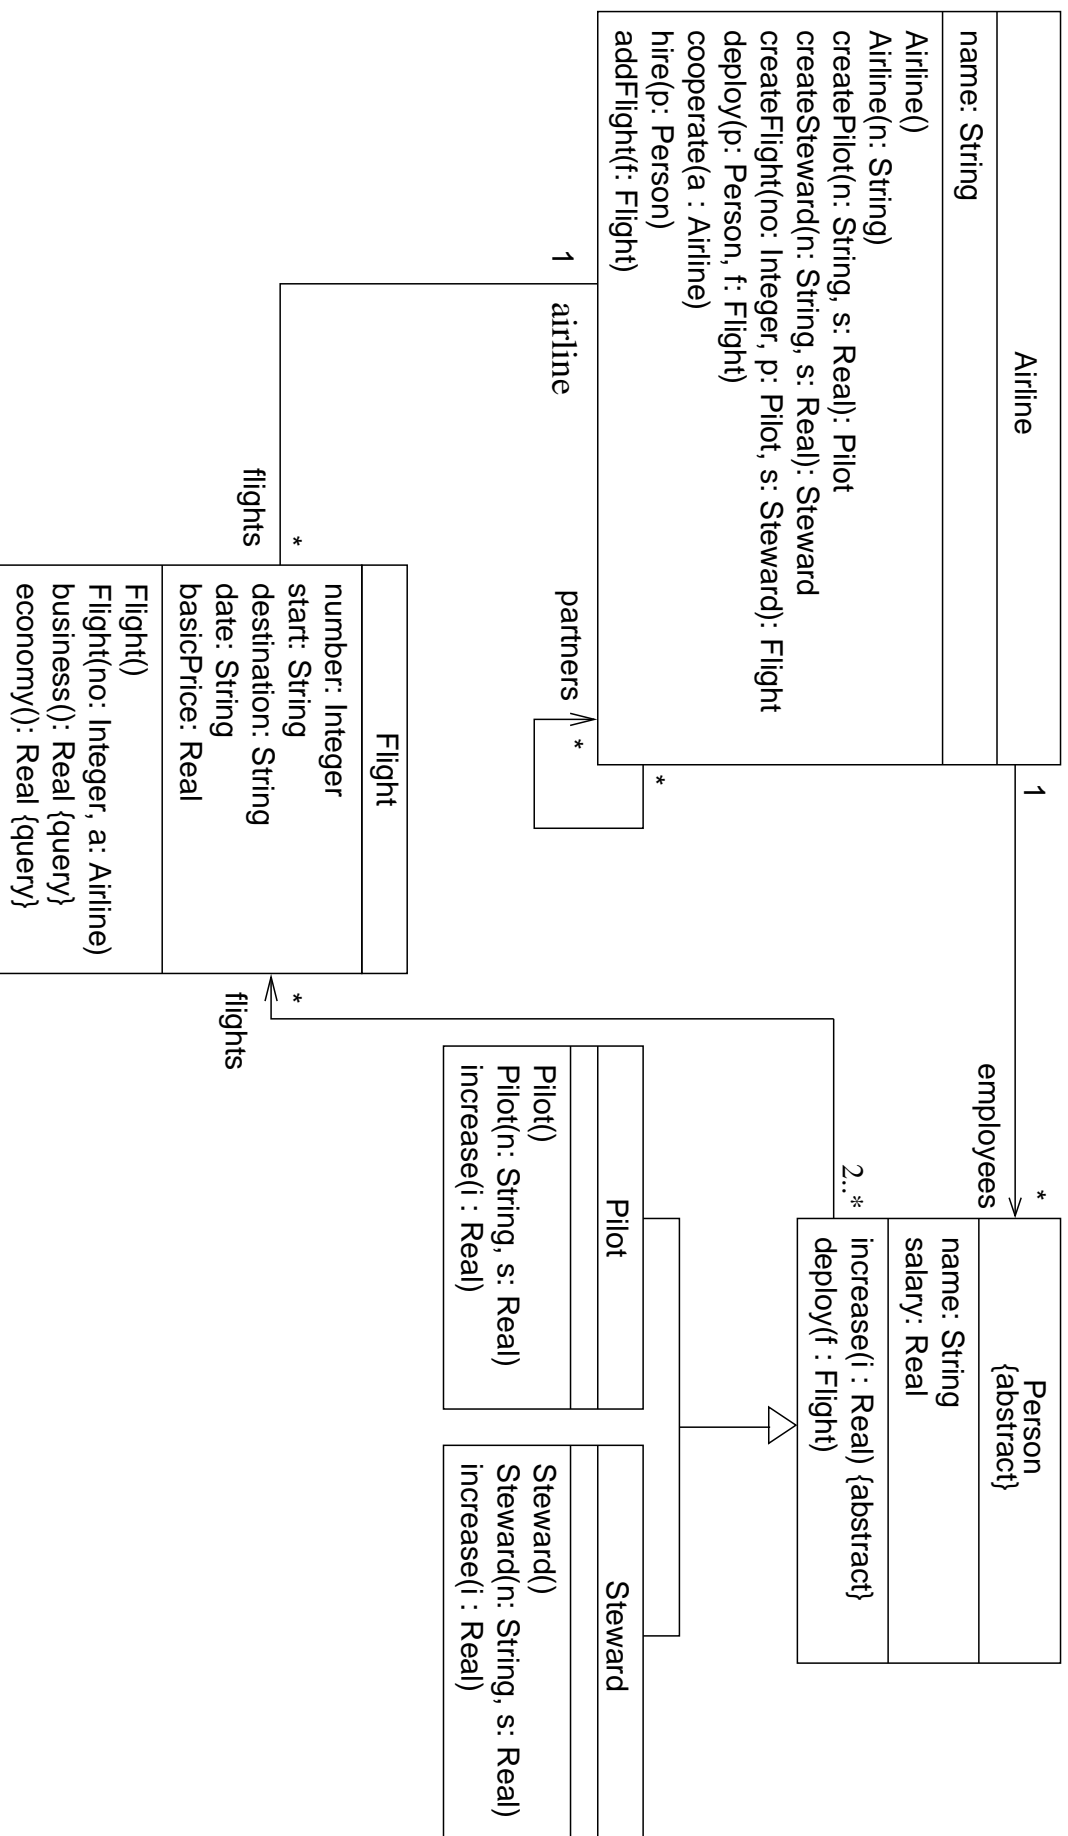 Airline
name: String
Airline()
Airline(n: String)
createPilot(n: String, s: Real): Pilot
createSteward(n: String, s: Real): Steward
createFlight(no: Integer, p: Pilot, s: Steward): Flight
deploy(p: Person, f: Flight)
cooperate(a : Airline)
hire(p: Person)
addFlight(f: Flight)
1
employees
*
Person
{abstract}
name: String
salary: Real
increase(i : Real) {abstract}
deploy(f : Flight)
*
partners
*
1
airline
flights
*
Flight
number: Integer
start: String
destination: String
date: String
basicPrice: Real
Flight()
Flight(no: Integer, a: Airline)
business(): Real {query}
economy(): Real {query}
2..*
*
flights
Pilot
Pilot()
Pilot(n: String, s: Real)
increase(i : Real)
Steward
Steward()
Steward(n: String, s: Real)
increase(i : Real)